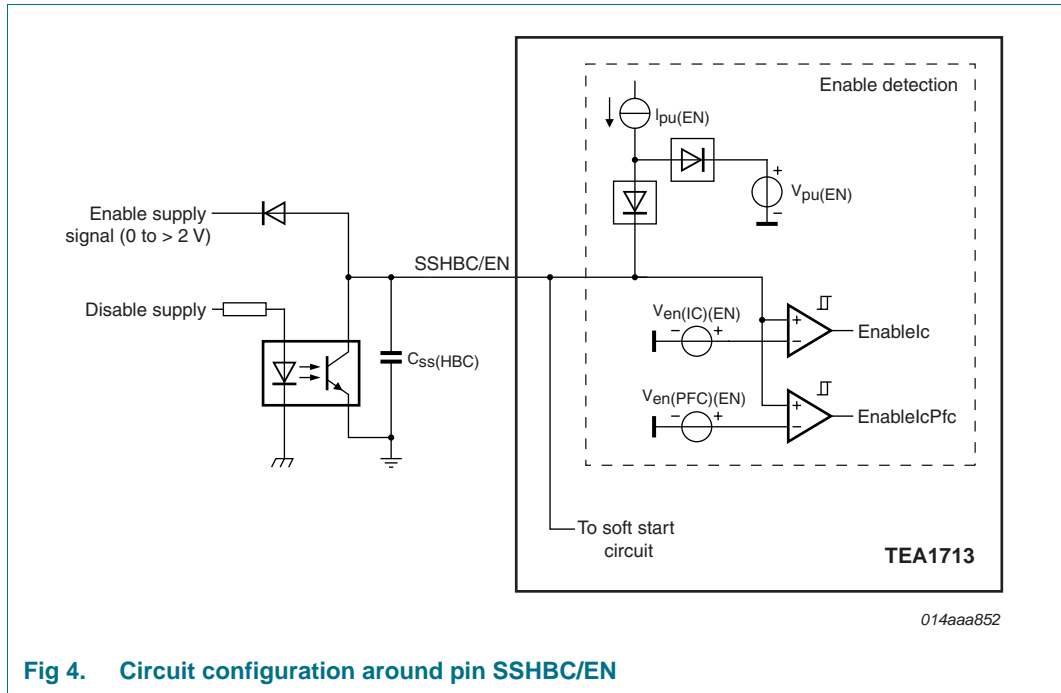 Enable detection
Ipu(EN)
Vpu(EN)
Enable supply
signal (0 to > 2 V)
SSHBC/EN
Disable supply
Css(HBC)
Ven(IC)(EN)
EnableIc
Ven(PFC)(EN)
EnableIcPfc
To soft start
circuit
TEA1713
014aaa852
Fig 4. Circuit configuration around pin SSHBC/EN